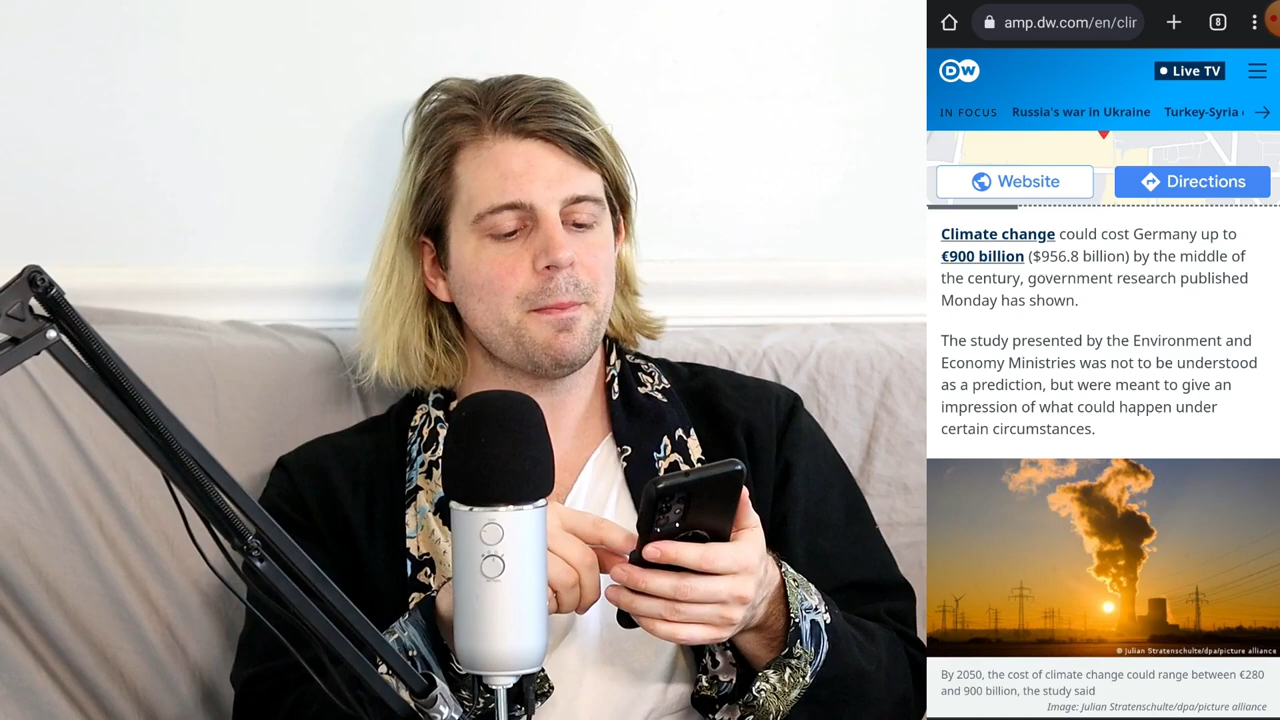 amp.dw.com/en/clir
8
DW
Live TV
IN FOCUS Russia's war in Ukraine Turkey-Syria
Website
Directions
Climate change could cost Germany up to
€900 billion ($956.8 billion) by the middle of
the century, government research published
Monday has shown.
The study presented by the Environment and
Economy Ministries was not to be understood
as a prediction, but were meant to give an
impression of what could happen under
certain circumstances.
© Julian Stratenschulte/dpa/picture alliance
By 2050, the cost of climate change could range between €280
and 900 billion, the study said
Image: Julian Stratenschulte/dpa/picture alliance